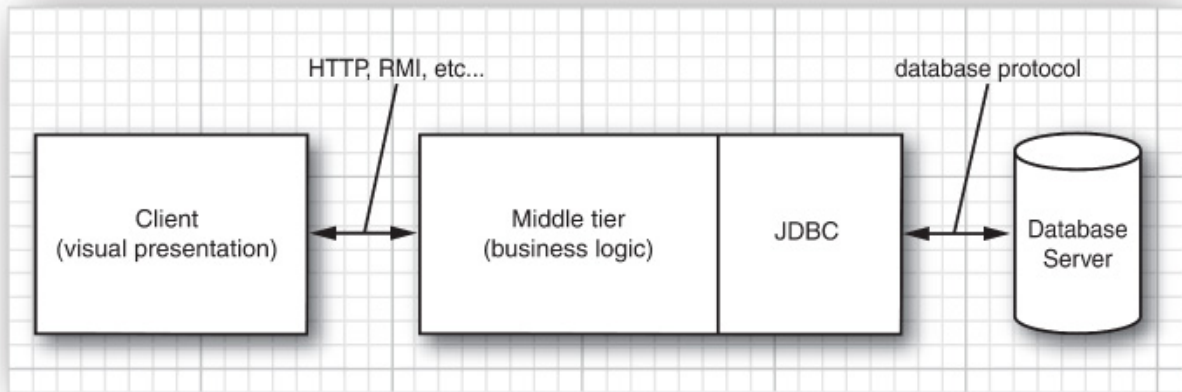 HTTP, RMI, etc...
database protocol
Client
(visual presentation)
Middle tier
(business logic)
JDBC
Database
Server